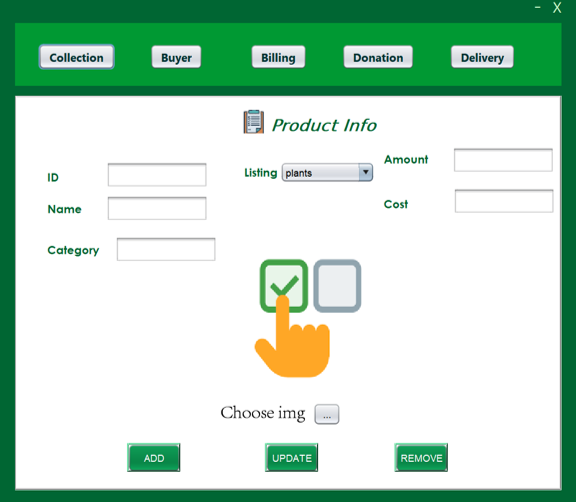 - X
Collection Buyer Billing Donation Delivery
Product Info
ID
Listing plants
Amount
Name
Cost
Category
Choose img ...
ADD UPDATE REMOVE